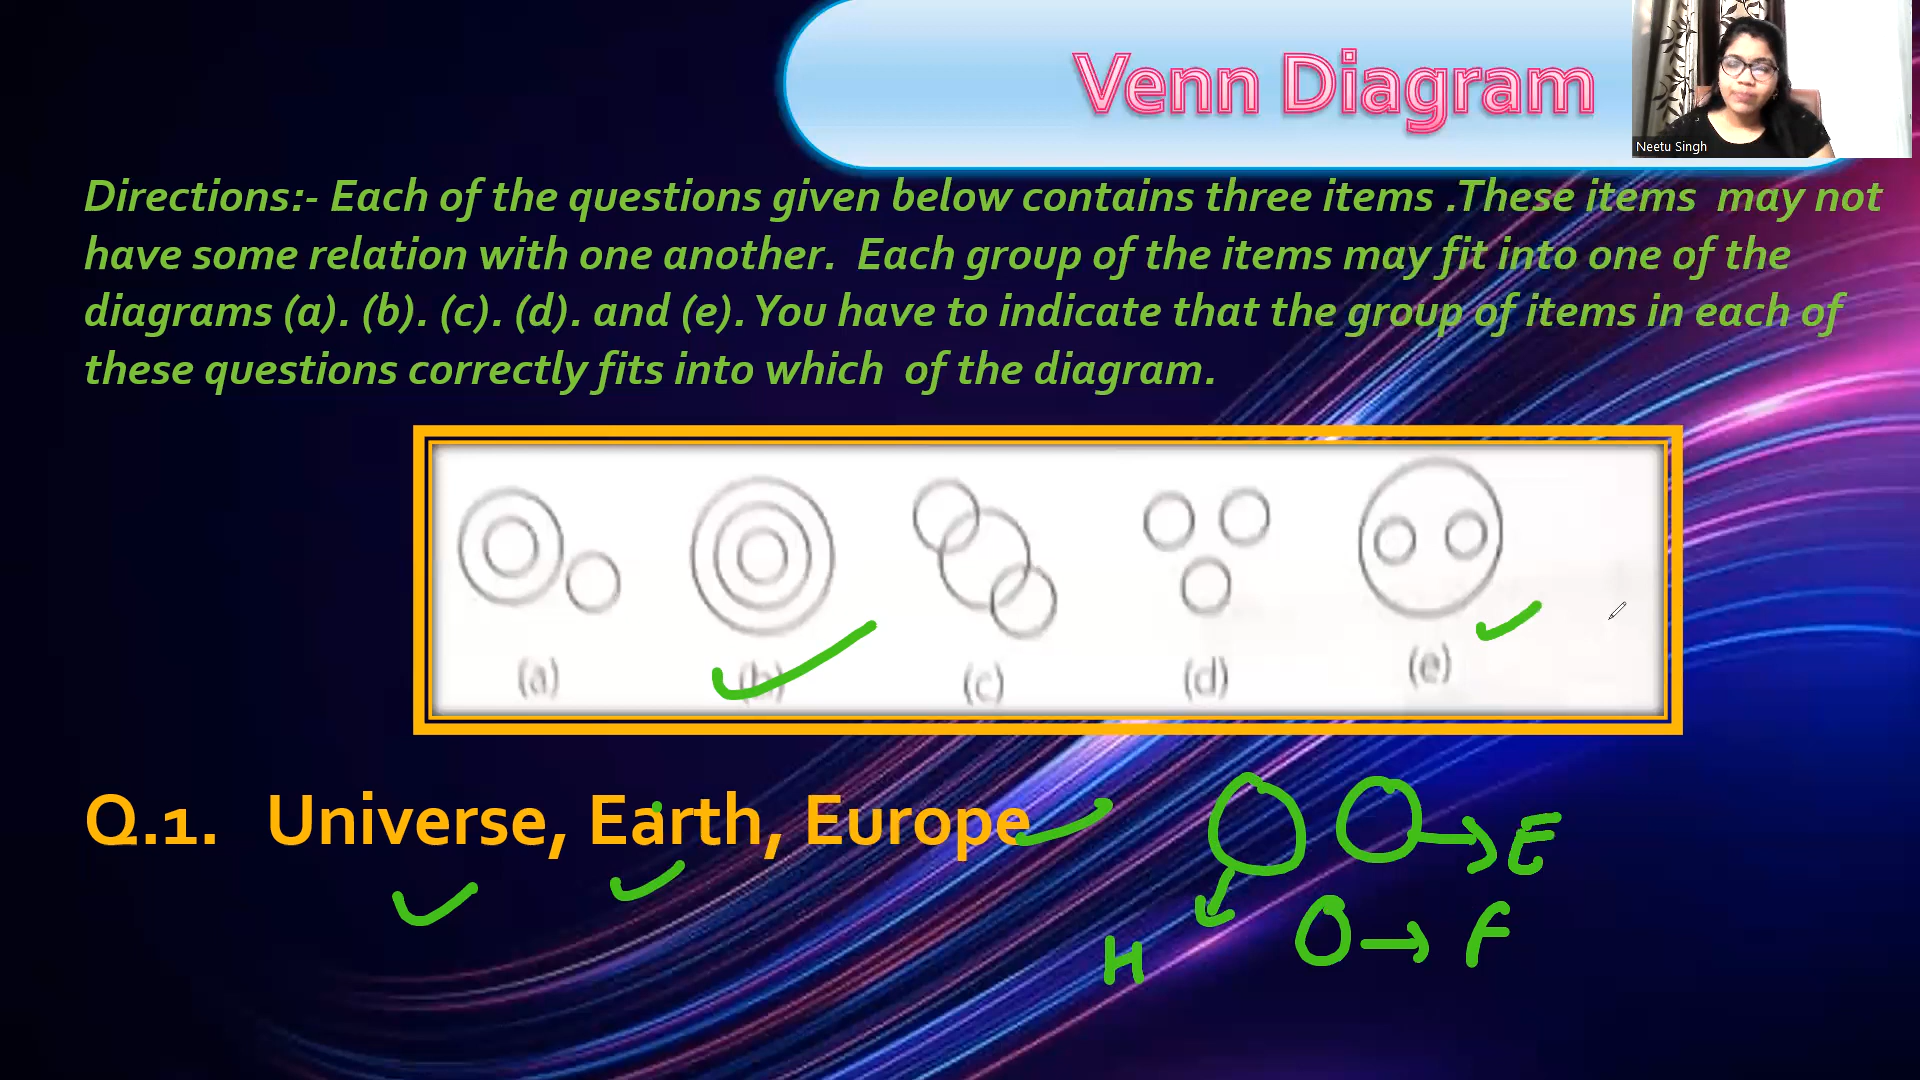 Venn Diagram
Neetu Singh
Directions:- Each of the questions given below contains three items .These items may not
have some relation with one another. Each group of the items may fit into one of the
diagrams (a). (b). (c). (d). and (e). You have to indicate that the group of items in each of
these questions correctly fits into which of the diagram.
(a) (b) (c) (d) (e)
Q.1. Universe, Earth, Europe
E
F
H